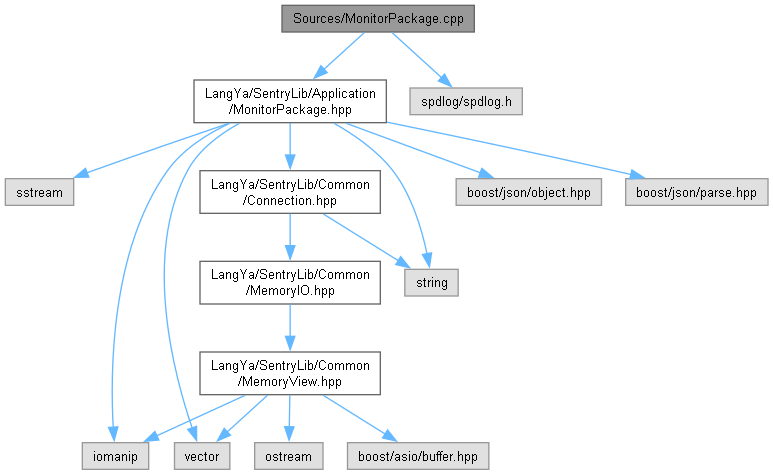 Sources/MonitorPackage.cpp
LangYa/SentryLib/Application
/MonitorPackage.hpp
spdlog/spdlog.h
sstream
LangYa/SentryLib/Common
/Connection.hpp
boost/json/object.hpp
boost/json/parse.hpp
LangYa/SentryLib/Common
/MemoryIO.hpp
string
LangYa/SentryLib/Common
/MemoryView.hpp
iomanip
vector
ostream
boost/asio/buffer.hpp